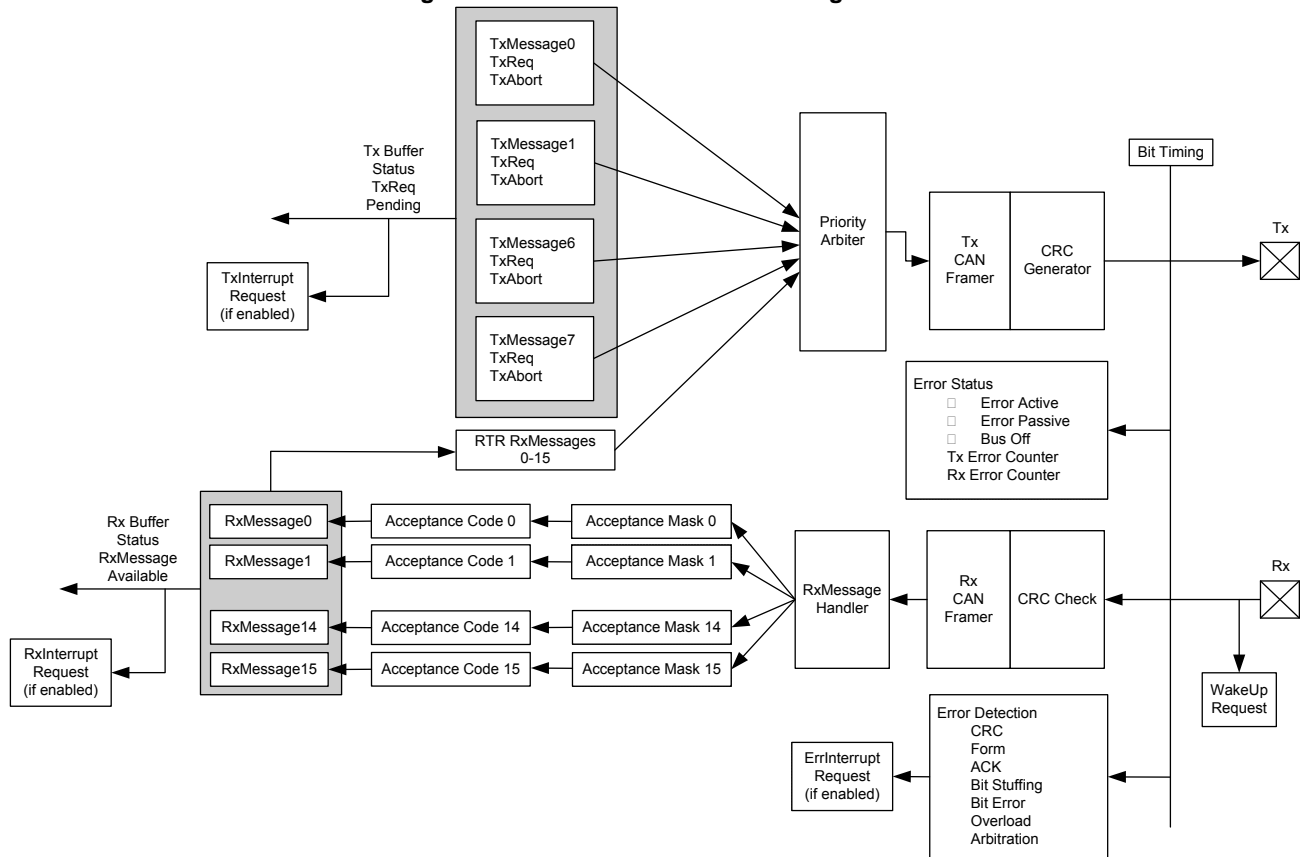 TxMessage0
TxReq
TxAbort
TxMessage1
TxReq
TxAbort
TxMessage6
TxReq
TxAbort
TxMessage7
TxReq
TxAbort
Tx Buffer
Status
TxReq
Pending
TxInterrupt
Request
(if enabled)
Priority
Arbiter
Tx
CAN
Framer
CRC
Generator
Bit Timing
Tx
Error Status
Error Active
Error Passive
Bus Off
Tx Error Counter
Rx Error Counter
RTR RxMessages
0-15
Rx Buffer
Status
RxMessage
Available
RxInterrupt
Request
(if enabled)
RxMessage0
Acceptance Code 0
Acceptance Mask 0
RxMessage1
Acceptance Code 1
Acceptance Mask 1
RxMessage14
Acceptance Code 14
Acceptance Mask 14
RxMessage15
Acceptance Code 15
Acceptance Mask 15
RxMessage
Handler
Rx
CAN
Framer
CRC Check
Rx
WakeUp
Request
ErrInterrupt
Request
(if enabled)
Error Detection
CRC
Form
ACK
Bit Stuffing
Bit Error
Overload
Arbitration